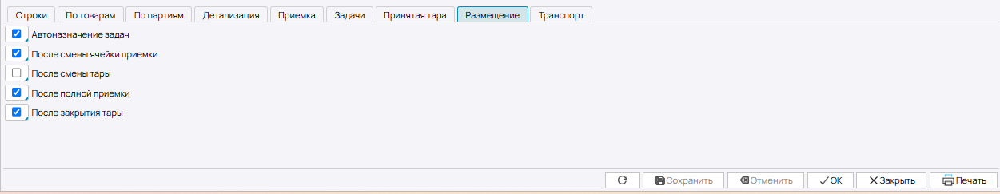 Строки По товарам По партиям Детализация Приемка Задачи Принятая тара Размещение Транспорт
Автоназначение задач
После смены ячейки приемки
После смены тары
После полной приемки
После закрытия тары
Сохранить Отменить OK Закрыть Печать